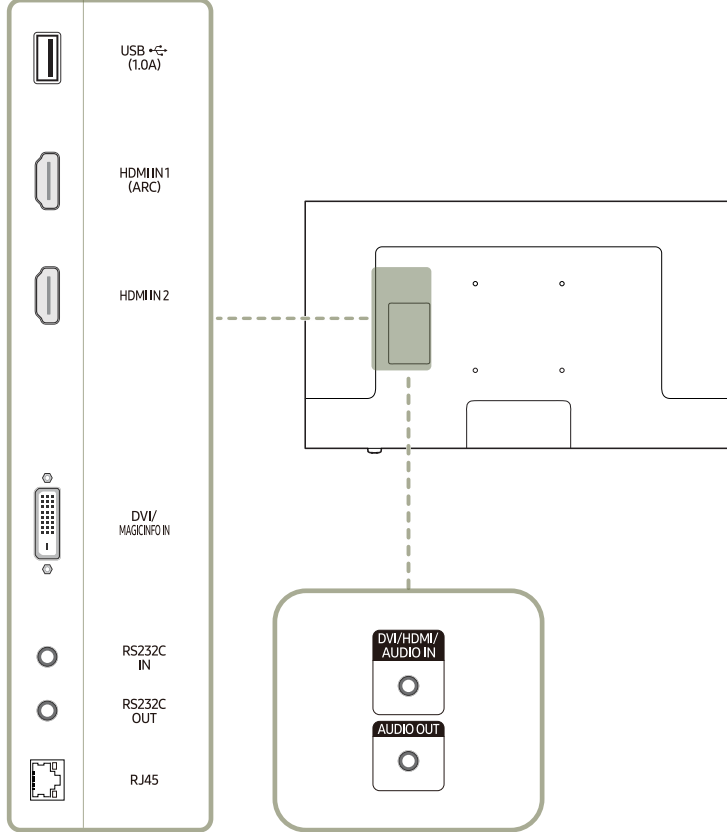 USB
(1.0A)
HDMI IN 1
(ARC)
HDMI IN 2
DVI/
MAGICINFO IN
RS232C
IN
RS232C
OUT
RJ45
DVI/HDMI/
AUDIO IN
AUDIO OUT